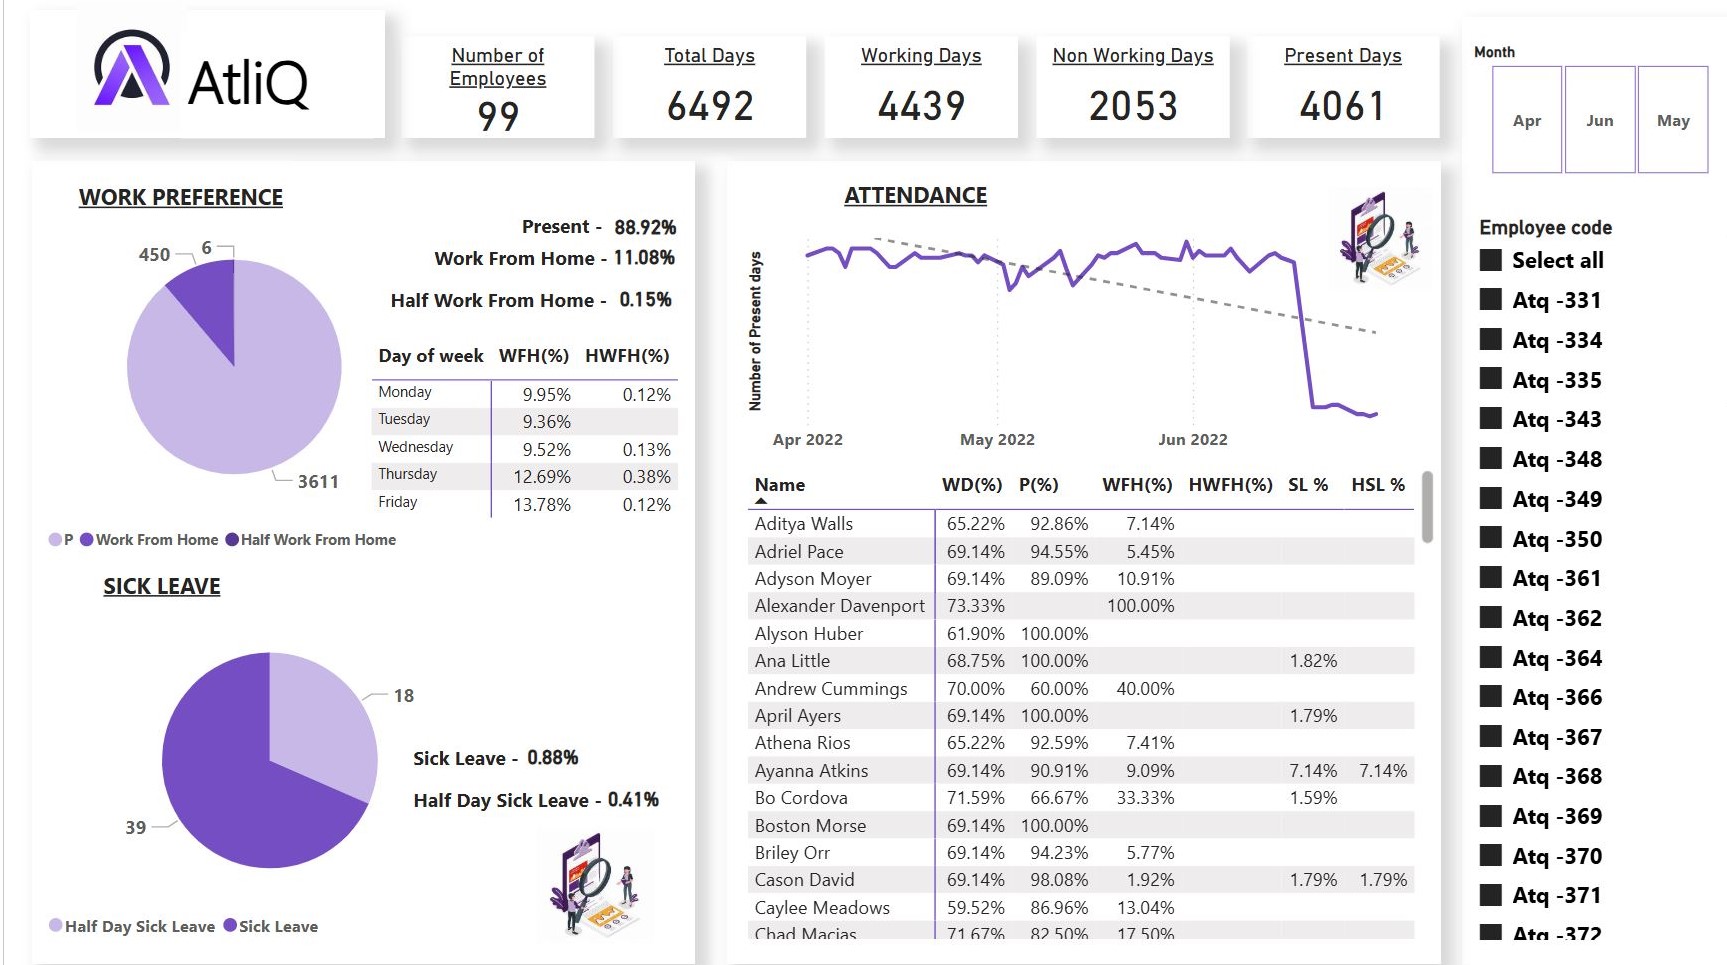 AtliQ
Number of
Employees
99
Total Days
6492
Working Days
4439
Non Working Days
2053
Present Days
4061
Month
Apr
Jun
May
WORK PREFERENCE
450
6
3611
Present - 88.92%
Work From Home - 11.08%
Half Work From Home - 0.15%
Day of week WFH(%) HWFH(%)
Monday 9.95% 0.12%
Tuesday 9.36%
Wednesday 9.52% 0.13%
Thursday 12.69% 0.38%
Friday 13.78% 0.12%
P Work From Home Half Work From Home
SICK LEAVE
18
39
Sick Leave - 0.88%
Half Day Sick Leave - 0.41%
Half Day Sick Leave Sick Leave
ATTENDANCE
Number of Present days
Apr 2022 May 2022 Jun 2022
Name WD(%) P(%) WFH(%) HWFH(%) SL % HSL %
Aditya Walls 65.22% 92.86% 7.14%
Adriel Pace 69.14% 94.55% 5.45%
Adyson Moyer 69.14% 89.09% 10.91%
Alexander Davenport 73.33% 100.00%
Alyson Huber 61.90% 100.00%
Ana Little 68.75% 100.00% 1.82%
Andrew Cummings 70.00% 60.00% 40.00%
April Ayers 69.14% 100.00% 1.79%
Athena Rios 65.22% 92.59% 7.41%
Ayanna Atkins 69.14% 90.91% 9.09% 7.14% 7.14%
Bo Cordova 71.59% 66.67% 33.33% 1.59%
Boston Morse 69.14% 100.00%
Briley Orr 69.14% 94.23% 5.77%
Cason David 69.14% 98.08% 1.92% 1.79% 1.79%
Caylee Meadows 59.52% 86.96% 13.04%
Chad Macias 71.67% 82.50% 17.50%
Employee code
Select all
Atq -331
Atq -334
Atq -335
Atq -343
Atq -348
Atq -349
Atq -350
Atq -361
Atq -362
Atq -364
Atq -366
Atq -367
Atq -368
Atq -369
Atq -370
Atq -371
Atq -372